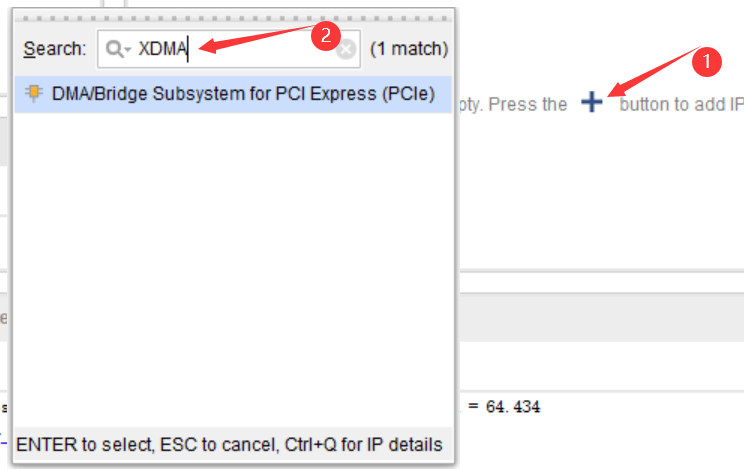 Search: XDMA (1 match)
2
1
DMA/Bridge Subsystem for PCI Express (PCIe)
pty. Press the + button to add IP
= 64.434
ENTER to select, ESC to cancel, Ctrl+Q for IP details